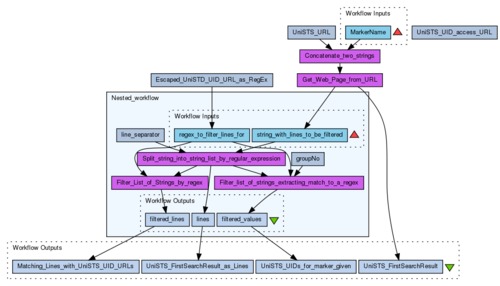 Workflow Inputs
UniSTS_URL
MarkerName
UniSTS_UID_access_URL
Concatenate_two_strings
Escaped_UniSTD_UID_URL_as_RegEx
Get_Web_Page_from_URL
Nested_workflow
Workflow Inputs
line_separator
regex_to_filter_lines_for
string_with_lines_to_be_filtered
Split_string_into_string_list_by_regular_expression
groupNo
Filter_List_of_Strings_by_regex
Filter_list_of_strings_extracting_match_to_a_regex
Workflow Outputs
filtered_lines
lines
filtered_values
Workflow Outputs
Matching_Lines_with_UniSTS_UID_URLs
UniSTS_FirstSearchResult_as_Lines
UniSTS_UIDs_for_marker_given
UniSTS_FirstSearchResult